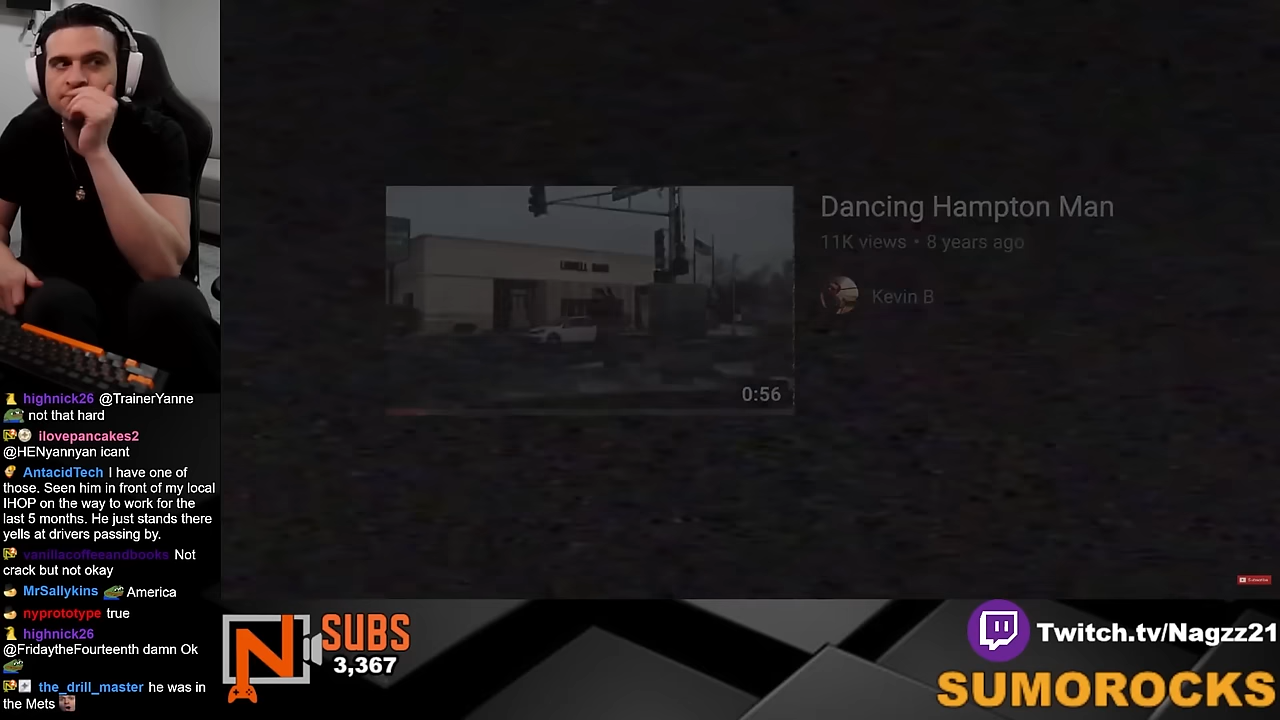 Dancing Hampton Man
11K views • 8 years ago
Kevin B
0:56
highnick26 @TrainerYanne
not that hard
ilovepancakes2
@HENyannyan icant
AntacidTech I have one of
those. Seen him in front of my local
IHOP on the way to work for the
last 5 months. He just stands there
yells at drivers passing by.
vanillacoffeeandbooks Not
crack but not okay
MrSallykins America
nyprototype true
highnick26
@FridaytheFourteenth damn Ok
the_drill_master he was in
the Mets
N SUBS
3,367
Twitch.tv/Nagzz21
SUMOROCKS